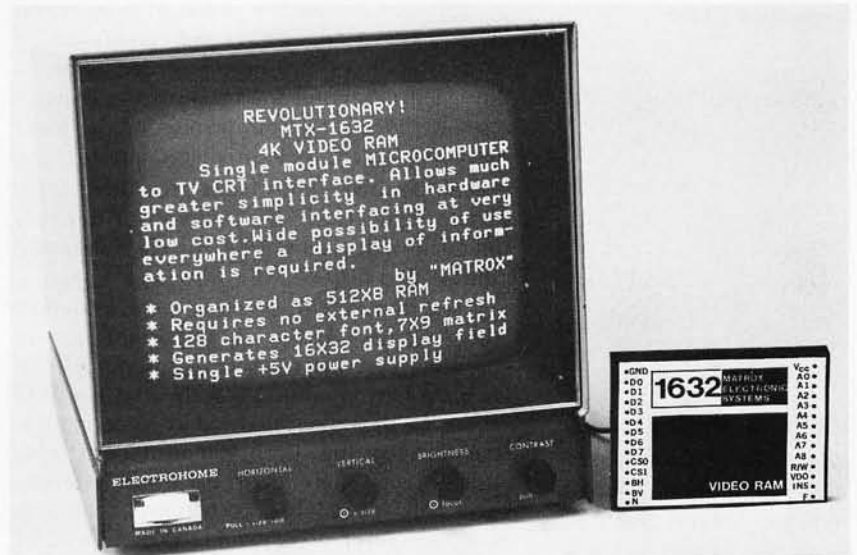 REVOLUTIONARY!
MTX-1632
4K VIDEO RAM
Single module MICROCOMPUTER
to TV CRT interface. Allows much
greater simplicity in hardware
and software interfacing at very
low cost.Wide possibility of use
everywhere a display of inform-
ation is required.
by "MATROX"
* Organized as 512X8 RAM
* Requires no external refresh
* 128 character font,7X9 matrix
* Generates 16X32 display field
* Single +5V power supply
ELECTROHOME
MADE IN CANADA
HORIZONTAL
VERTICAL
BRIGHTNESS
CONTRAST
FOCUS
GND
D0
D1
D2
D3
D4
D5
D6
D7
CS0
CS1
BH
BV
N
1632
MATROX
ELECTRONIC
SYSTEMS
VIDEO RAM
Vcc
A0
A1
A2
A3
A4
A5
A6
A7
A8
R/W
VDO
INS
F